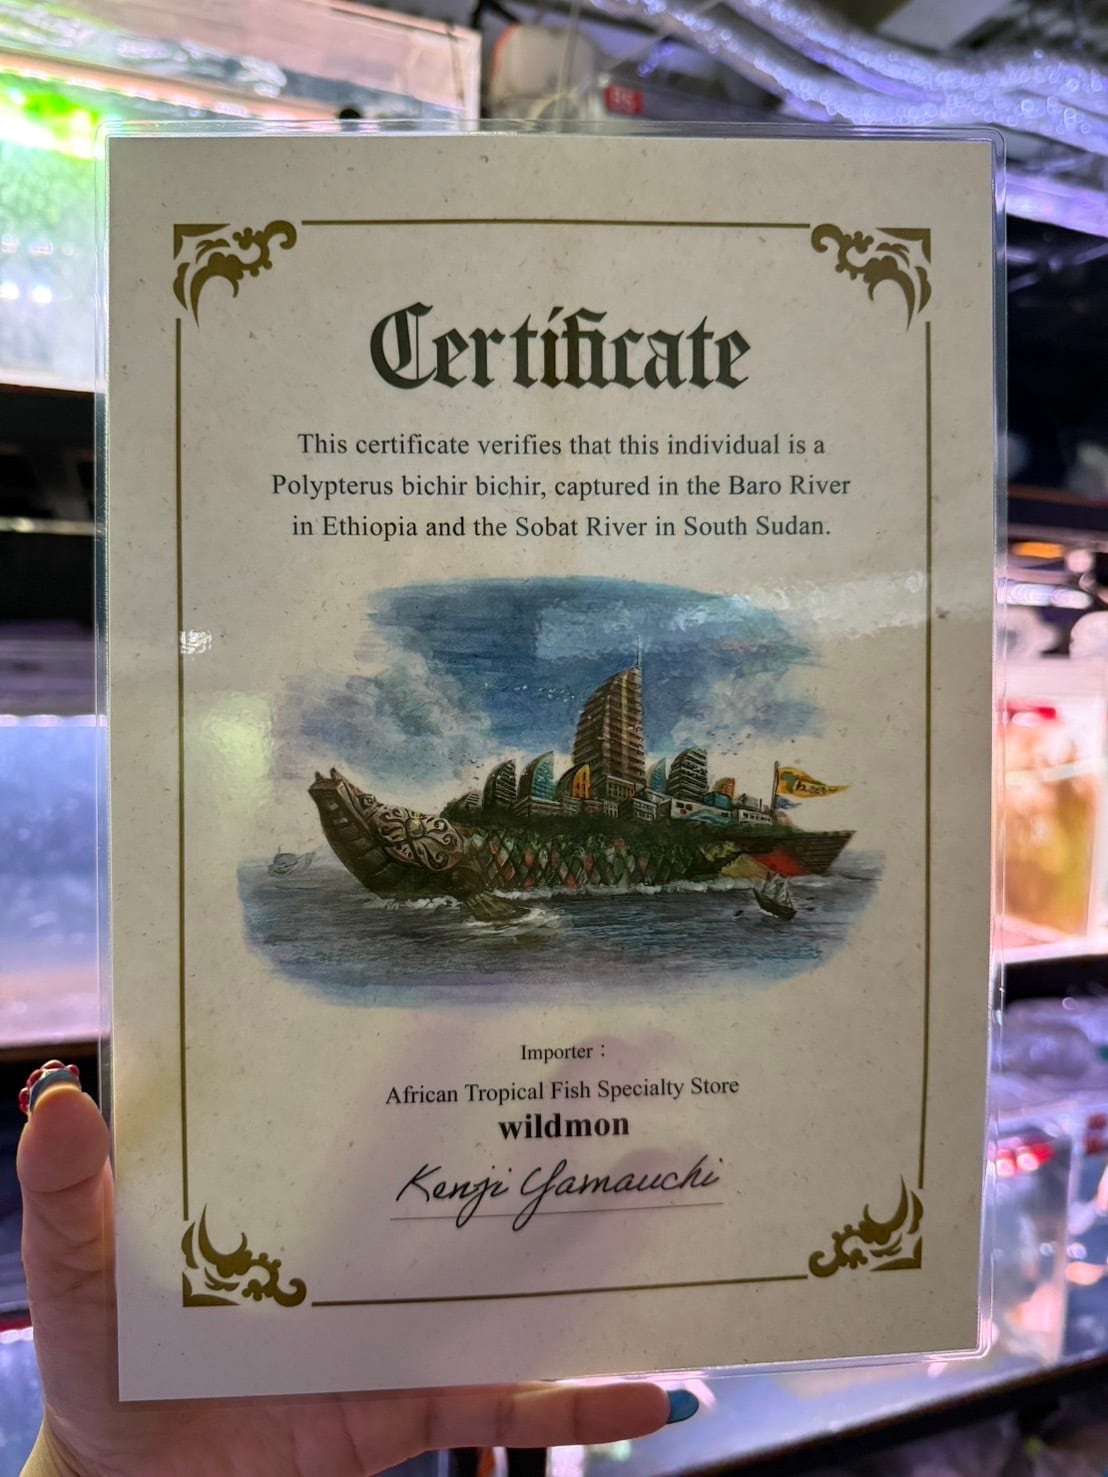 Certificate
This certificate verifies that this individual is a
Polypterus bichir bichir, captured in the Baro River
in Ethiopia and the Sobat River in South Sudan.
Importer：
African Tropical Fish Specialty Store
wildmon
Kenji Yamauchi